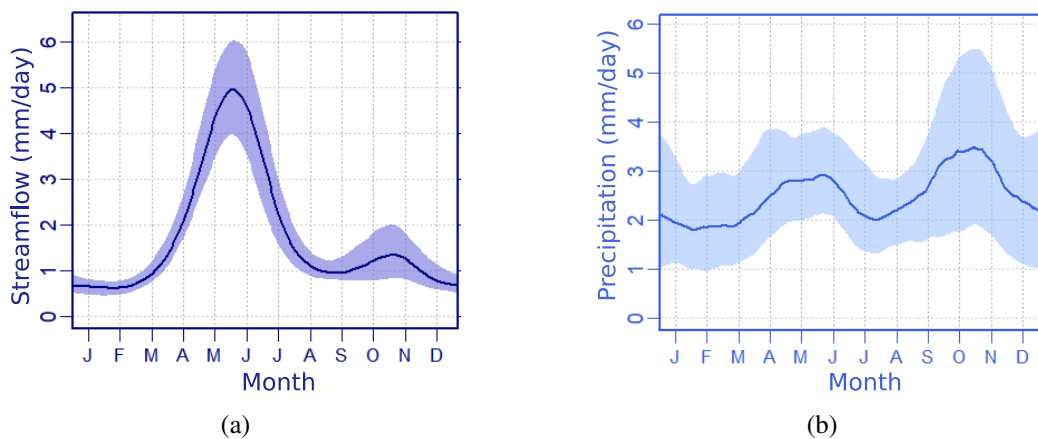 Streamflow (mm/day)
6
5
4
3
2
1
0
J F M A M J J A S O N D
Month
(a)
Precipitation (mm/day)
6
5
4
3
2
1
0
J F M A M J J A S O N D
Month
(b)